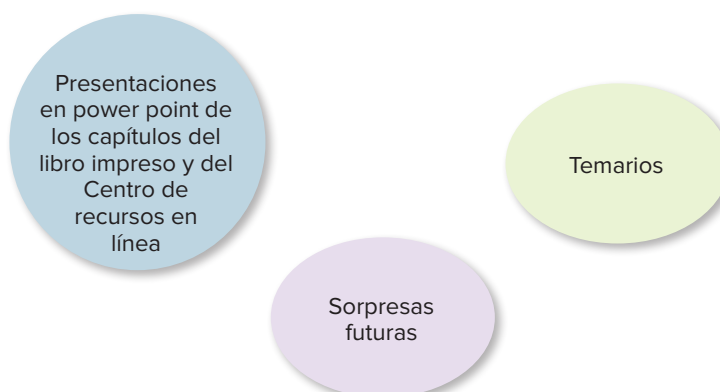 Presentaciones
en power point de
los capítulos del
libro impreso y del
Centro de
recursos en
línea
Temarios
Sorpresas
futuras